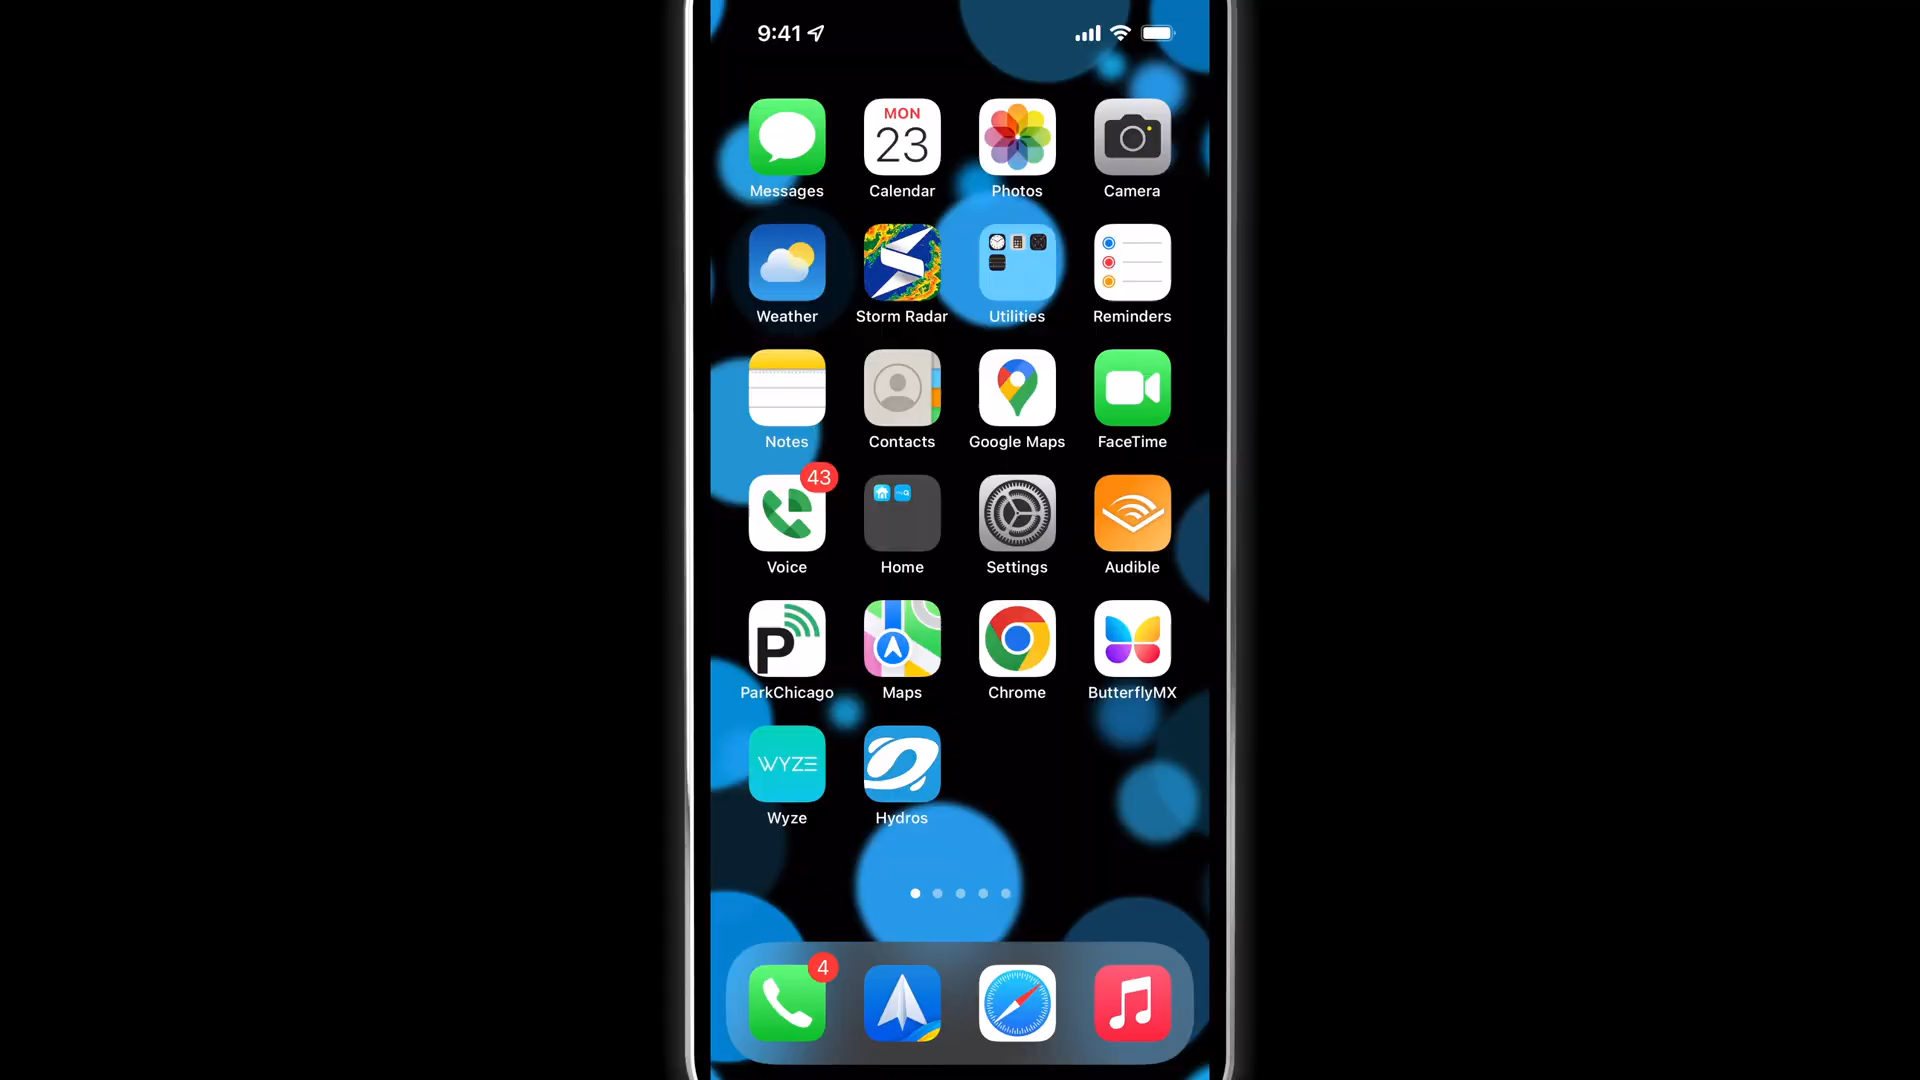 9:41
MON
23
Messages
Calendar
Photos
Camera
Weather
Storm Radar
Utilities
Reminders
Notes
Contacts
Google Maps
FaceTime
43
Voice
Home
Settings
Audible
P
ParkChicago
Maps
Chrome
ButterflyMX
WYZE
Wyze
Hydros
4